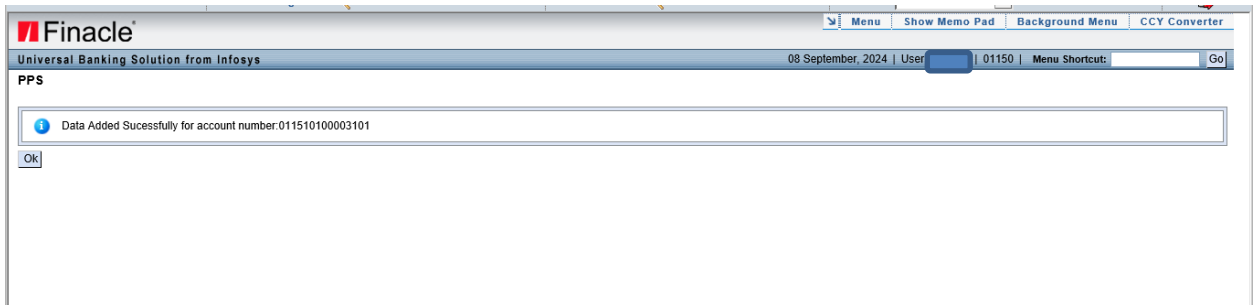 Finacle
Menu Show Memo Pad Background Menu CCY Converter
Universal Banking Solution from Infosys 08 September, 2024 | User | 01150 | Menu Shortcut: Go
PPS
Data Added Sucessfully for account number:011510100003101
Ok